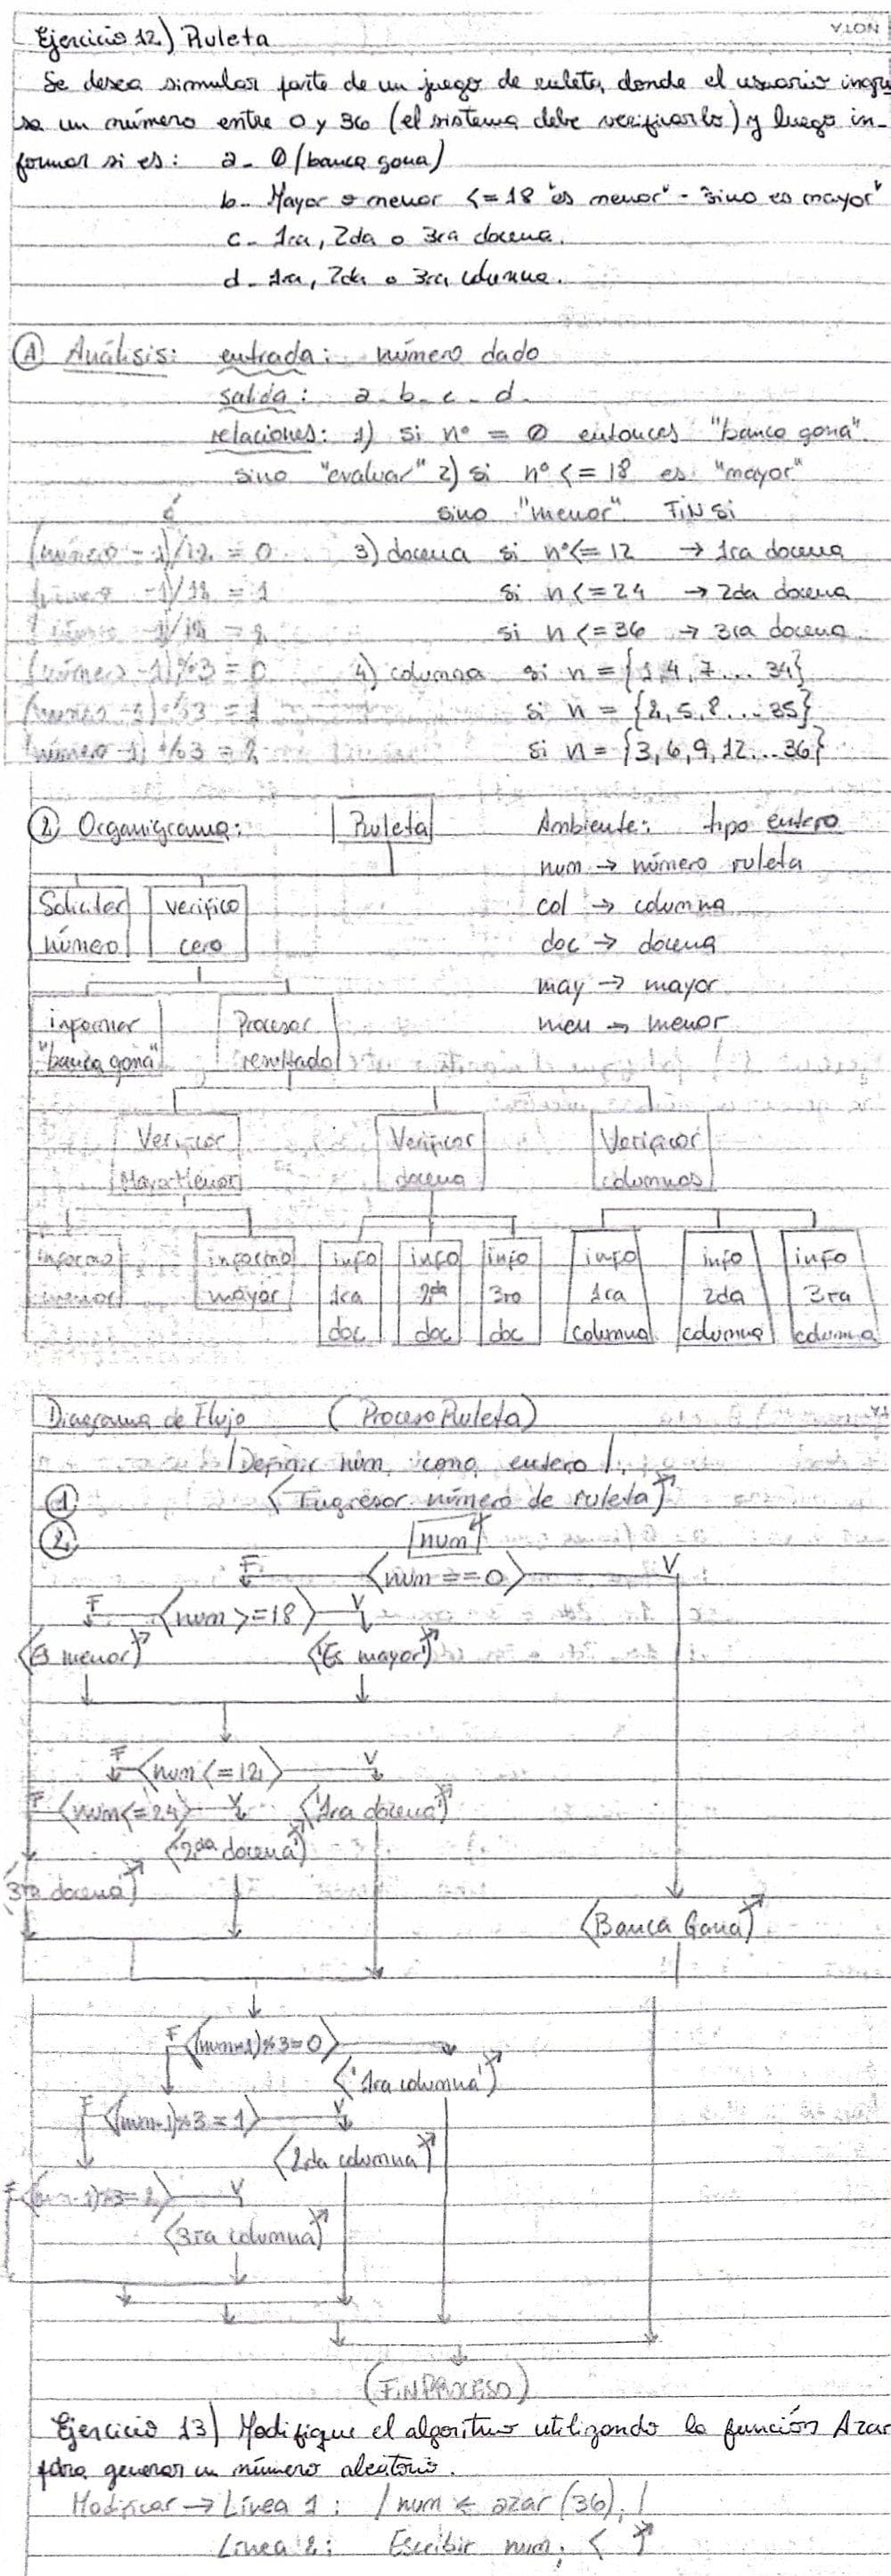 NOTA
Ejercicio 12) Ruleta
Se desea simular parte de un juego de ruleta, donde el usuario ingre
sa un número entre 0 y 36 (el sistema debe verificarlo) y luego in-
formar si es: a- 0 (banca gana)
b- Mayor o menor <=18 "es menor" - "sino es mayor"
c- 1ra, 2da o 3ra docena.
d- 1ra, 2da o 3ra columna.
A Análisis: entrada: número dado
salida: a- b- c- d-
relaciones: 1) si nº = 0 entonces "banca gana".
sino "evaluar" 2) si nº <= 18 es "mayor"
sino "menor" FIN SI
(número - 1)/12 = 0 3) docena si nº <= 12 → 1ra docena
-1)/12 = 1 si n <= 24 → 2da docena
si n <= 36 → 3ra docena
(número -1)%3 = 0 4) columna si n = {1,4,7... 34}
(número -1)%3 = 1 si n = {2,5,8...35}
(número -1) %3 = 2 si n = {3,6,9,12...36}
2 Organigrama: Ruleta Ambiente: tipo entero
num → número ruleta
Solicitar verifico col → columna
número cero doc → docena
may → mayor
informar Procesar men → menor
"banca gana" resultado
Verificar Verificar Verificar
MayorMenor docena columnas
informo informo info info info info info info
menor mayor 1ra 2da 3ra 1ra 2da 3ra
doc doc doc columna columna columna
Diagrama de Flujo (Proceso Ruleta)
Definir num como entero
1 Ingresar número de ruleta
2 num
F num == 0 V
F num >= 18 V
Es menor 'Es mayor'
F num <= 12 V
F num <= 24 V '1ra docena'
'2da docena'
'3ra docena'
Banca Gana
F (num-1)%3=0
'1ra columna'
F (num-1)%3 = 1 V
2da columna
F (num-1)%3=2 V
3ra columna
(FINPROCESO)
Ejercicio 13) Modifique el algoritmo utilizando la función Azar
para generar un número aleatorio.
Modificar → Línea 1: / num ← azar (36); /
Línea 2: Escribir num; < ↗